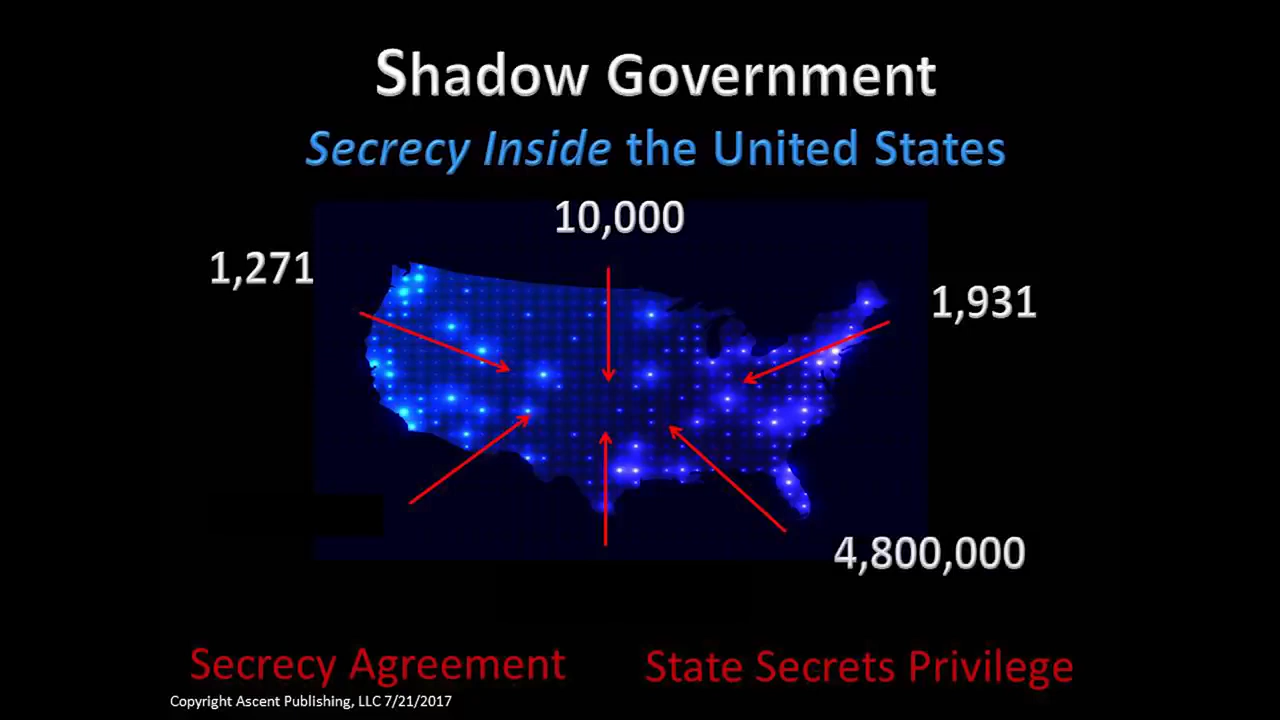 Shadow Government
Secrecy Inside the United States
10,000
1,271
1,931
4,800,000
Secrecy Agreement
State Secrets Privilege
Copyright Ascent Publishing, LLC 7/21/2017